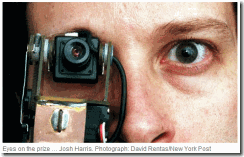 Eyes on the prize ... Josh Harris. Photograph: David Rentas/New York Post